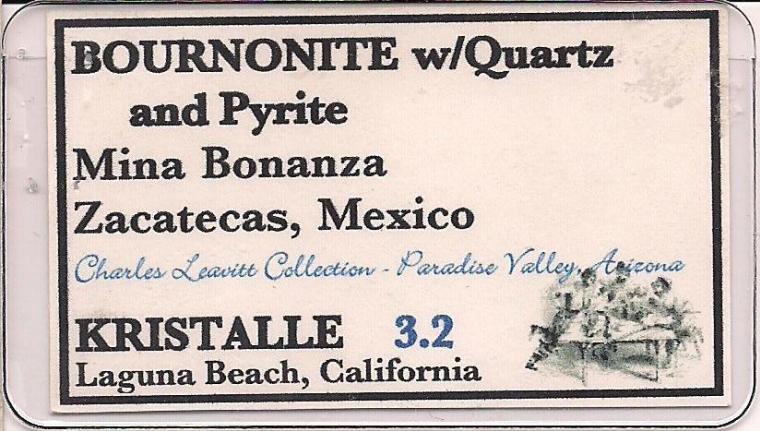 BOURNONITE w/Quartz
and Pyrite
Mina Bonanza
Zacatecas, Mexico
Charles Leavitt Collection - Paradise Valley, Arizona
KRISTALLE 3.2
Laguna Beach, California